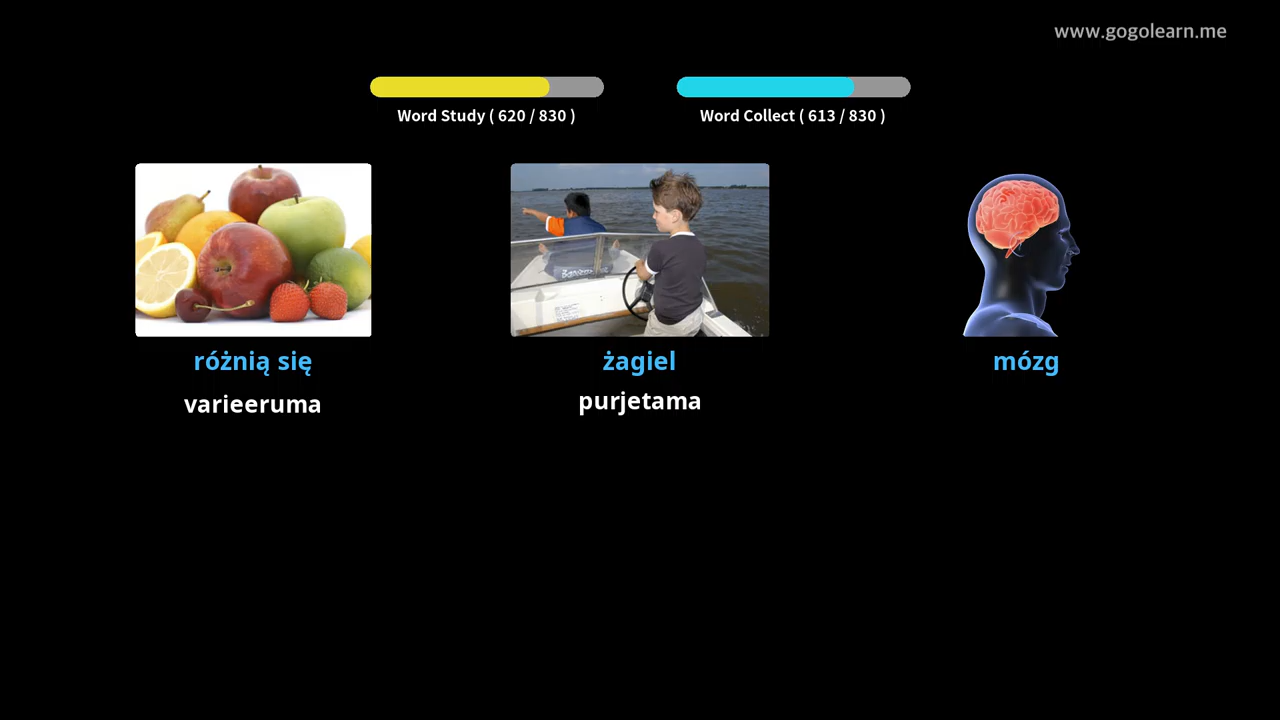 www.gogolearn.me
Word Study ( 620 / 830 )
Word Collect ( 613 / 830 )
różnią się
żagiel
mózg
varieeruma
purjetama